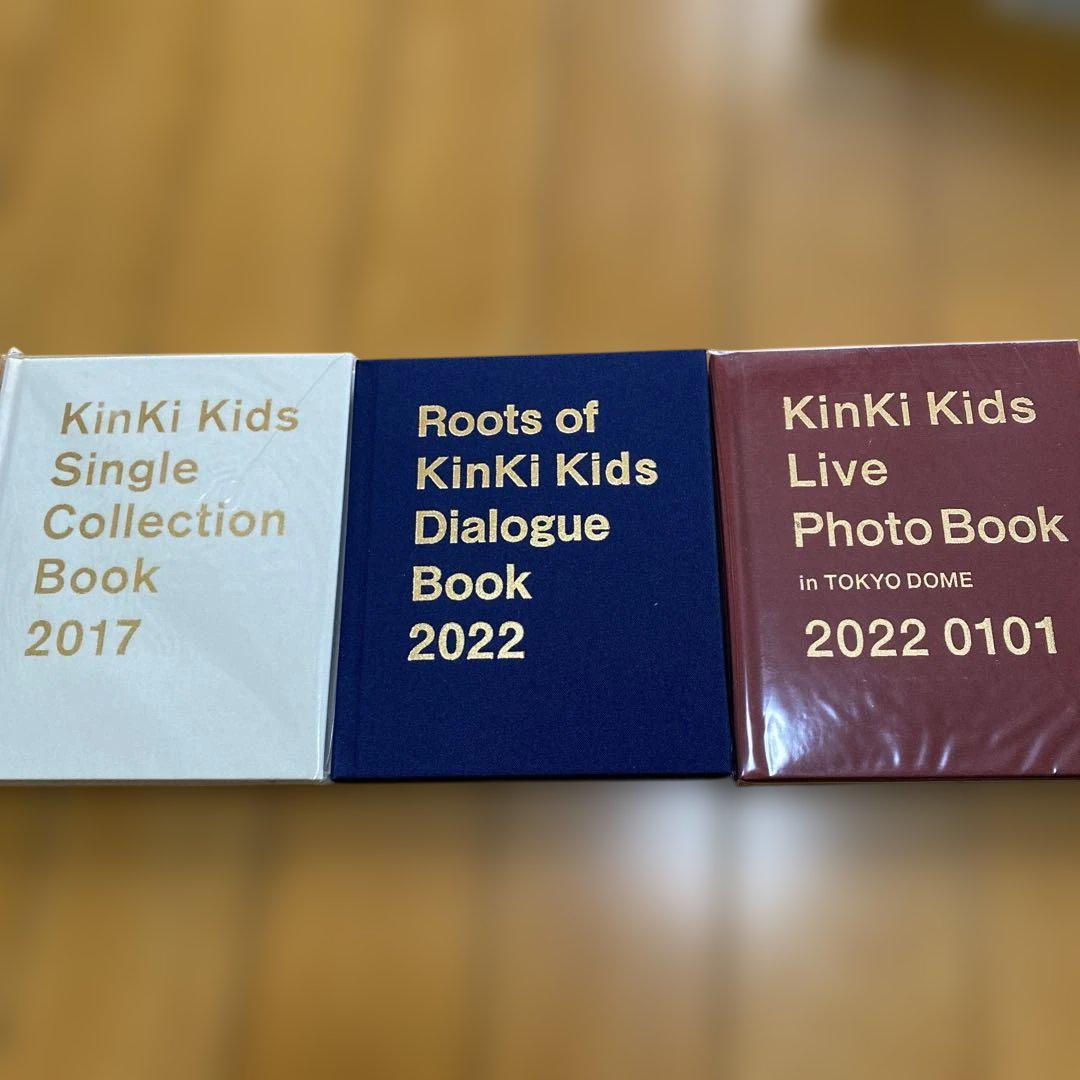 KinKi Kids
Single
Collection
Book
2017
Roots of
KinKi Kids
Dialogue
Book
2022
KinKi Kids
Live
Photo Book
in TOKYO DOME
2022 0101